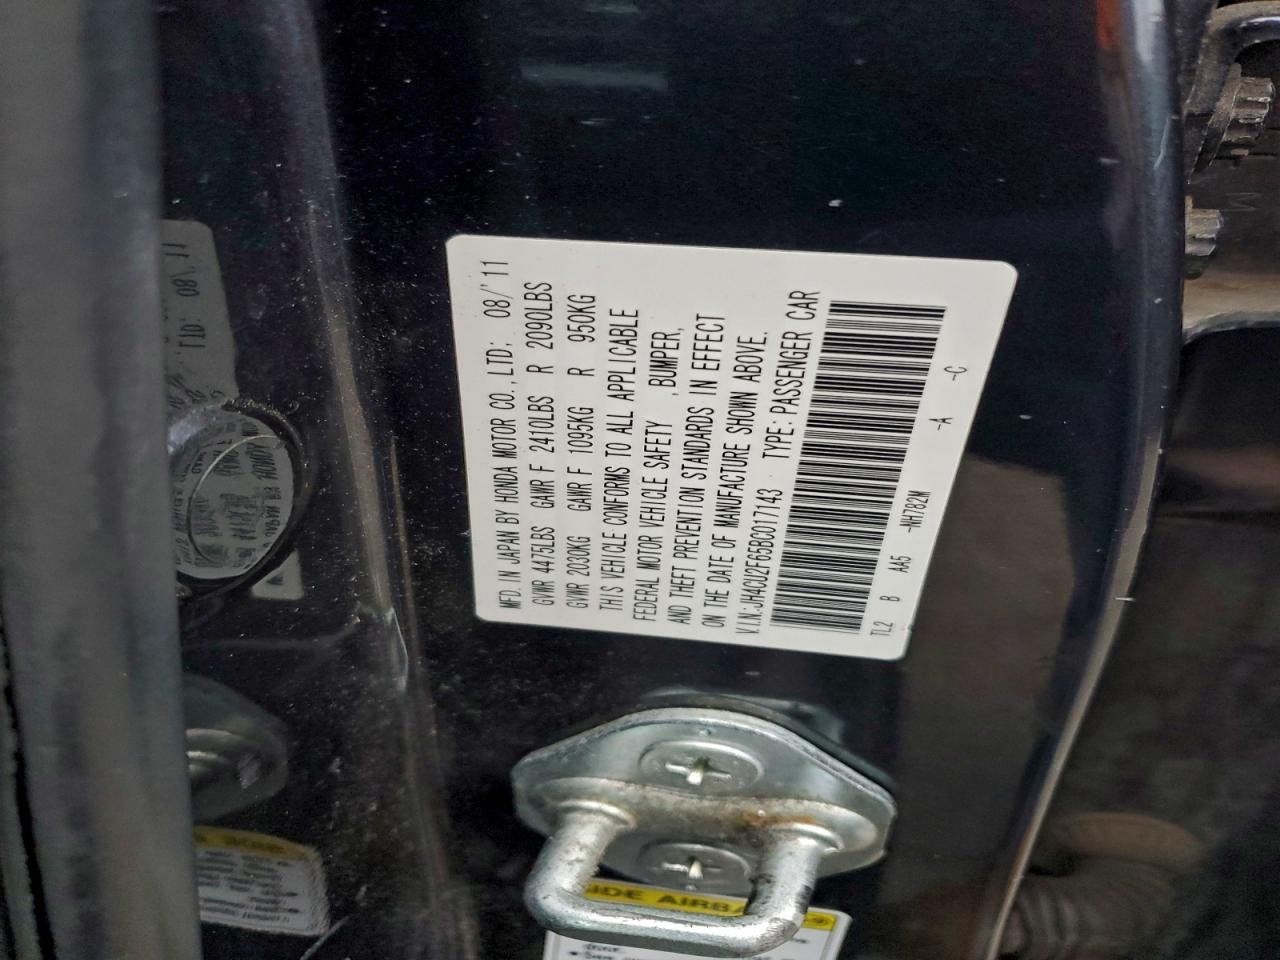 MFD. IN JAPAN BY HONDA MOTOR CO., LTD; 08/'11
GVWR 4475LBS GAWR F 2410LBS R 2090LBS
GVWR 2030KG GAWR F 1095KG R 950KG
THIS VEHICLE CONFORMS TO ALL APPLICABLE
FEDERAL MOTOR VEHICLE SAFETY ,BUMPER,
AND THEFT PREVENTION STANDARDS IN EFFECT
ON THE DATE OF MANUFACTURE SHOWN ABOVE.
V.I.N.:JH4CU2F65BC017143 TYPE: PASSENGER CAR
TL2 B AA5 -NH782M -A -C
SIDE AIRBA